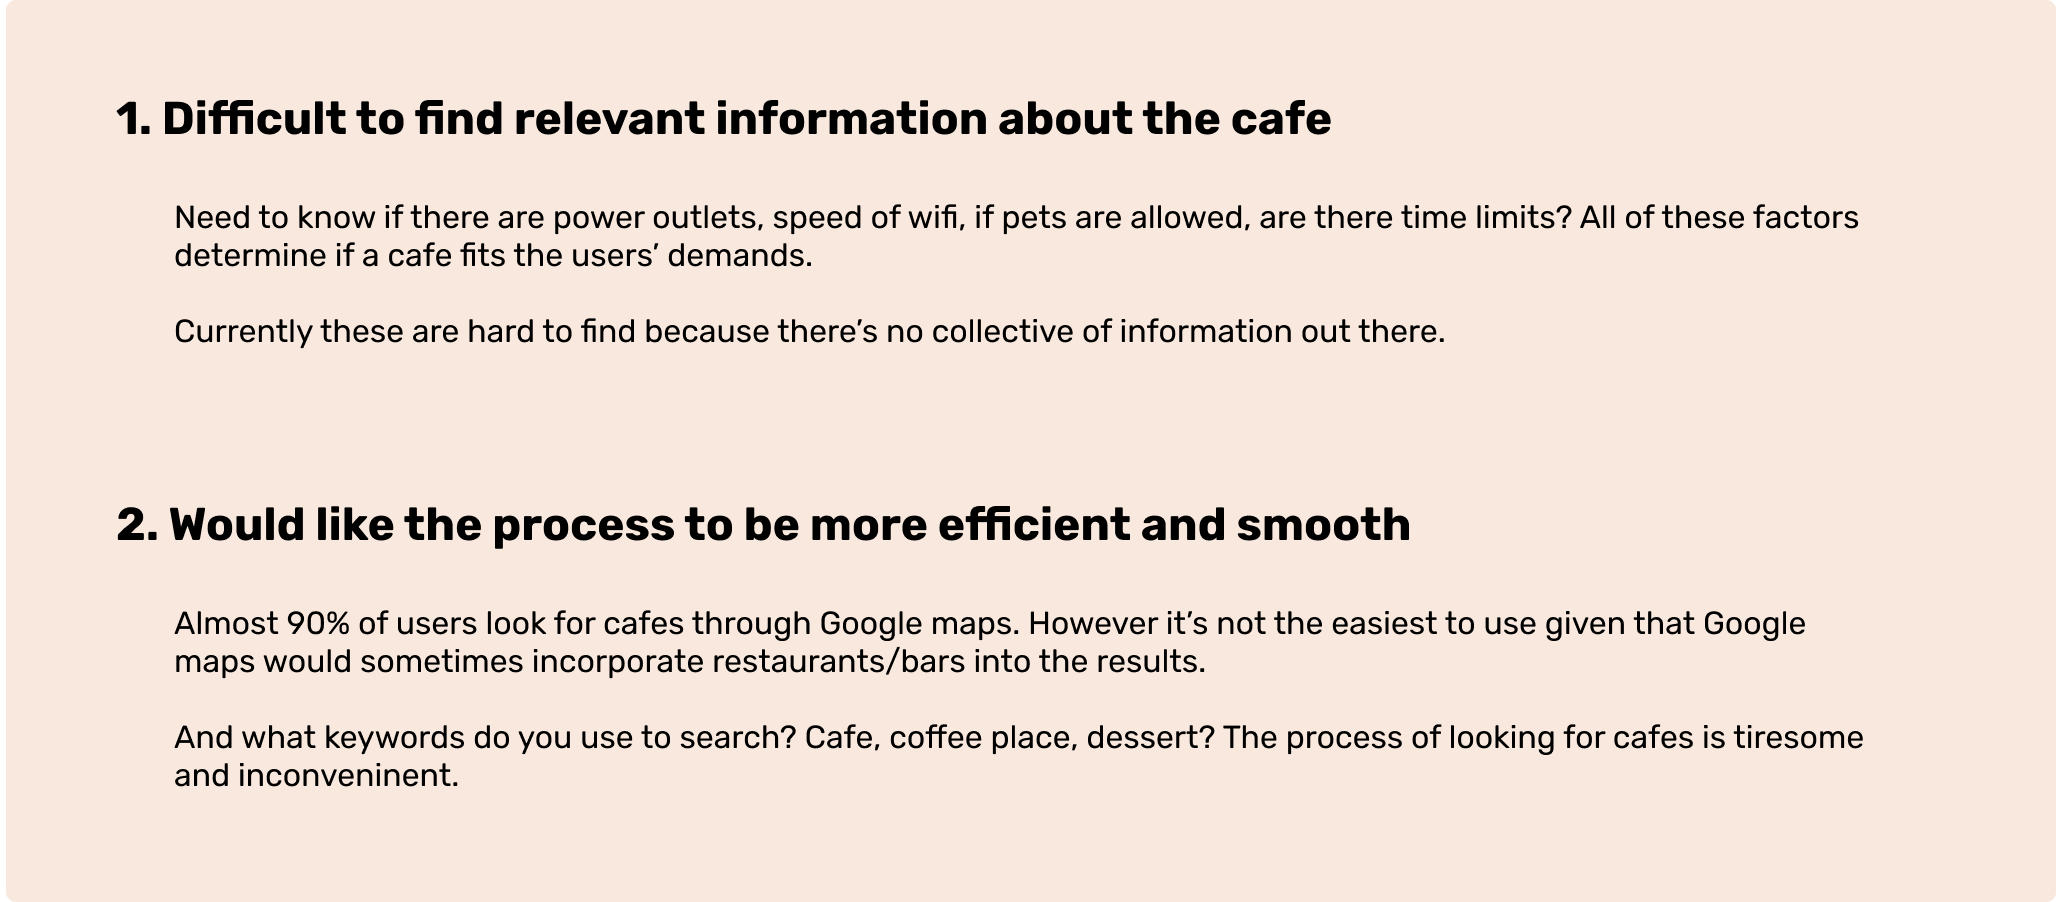 1. Difficult to find relevant information about the cafe
Need to know if there are power outlets, speed of wifi, if pets are allowed, are there time limits? All of these factors
determine if a cafe fits the users’ demands.
Currently these are hard to find because there’s no collective of information out there.
2. Would like the process to be more efficient and smooth
Almost 90% of users look for cafes through Google maps. However it’s not the easiest to use given that Google
maps would sometimes incorporate restaurants/bars into the results.
And what keywords do you use to search? Cafe, coffee place, dessert? The process of looking for cafes is tiresome
and inconveninent.